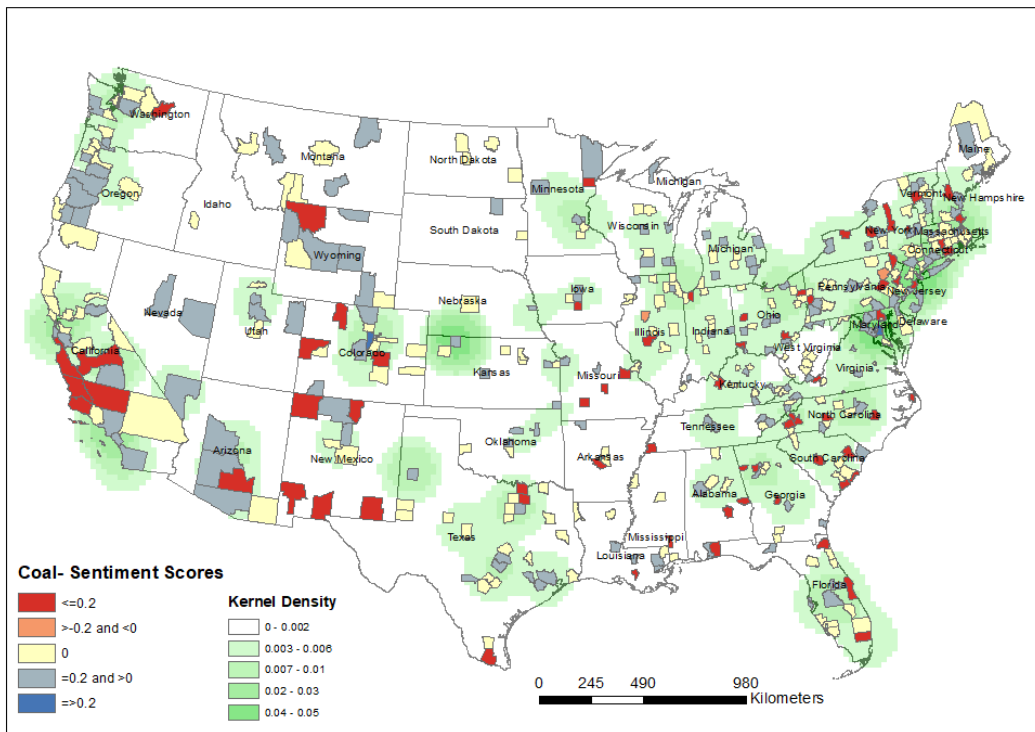 Washington
Montana
North Dakota
Minnesota
Michigan
Maine
Oregon
Idaho
South Dakota
Wisconsin
Michigan
Vermont
New Hampshire
New York
Massachusetts
Connecticut
Wyoming
Nebraska
Iowa
Pennsylvania
New Jersey
Nevada
Utah
Colorado
Illinois
Indiana
Ohio
Maryland
Delaware
California
Kansas
Missouri
West Virginia
Virginia
Kentucky
Arizona
New Mexico
Oklahoma
Arkansas
Tennessee
North Carolina
South Carolina
Texas
Louisiana
Mississippi
Alabama
Georgia
Florida
Coal- Sentiment Scores
<=0.2
>-0.2 and <0
0
=0.2 and >0
=>0.2
Kernel Density
0 - 0.002
0.003 - 0.006
0.007 - 0.01
0.02 - 0.03
0.04 - 0.05
0 245 490 980
Kilometers